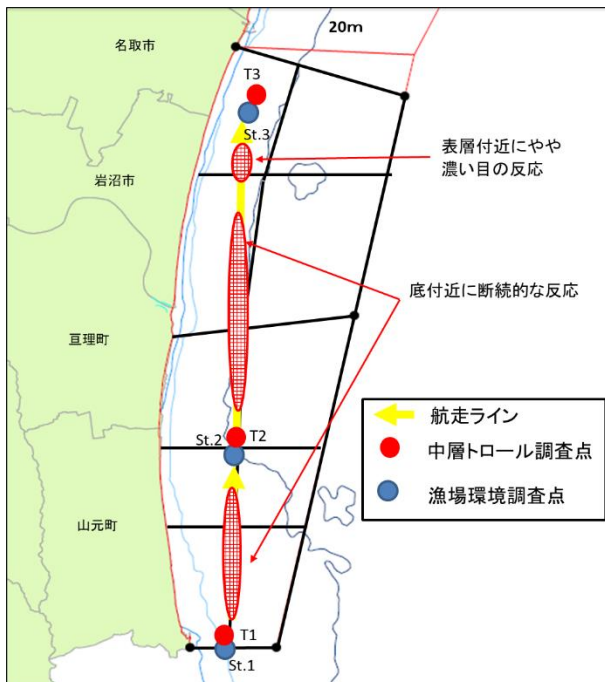 20m
名取市
T3
St.3
表層付近にやや
濃い目の反応
岩沼市
底付近に断続的な反応
亘理町
航走ライン
St.2
T2
中層トロール調査点
漁場環境調査点
山元町
T1
St.1